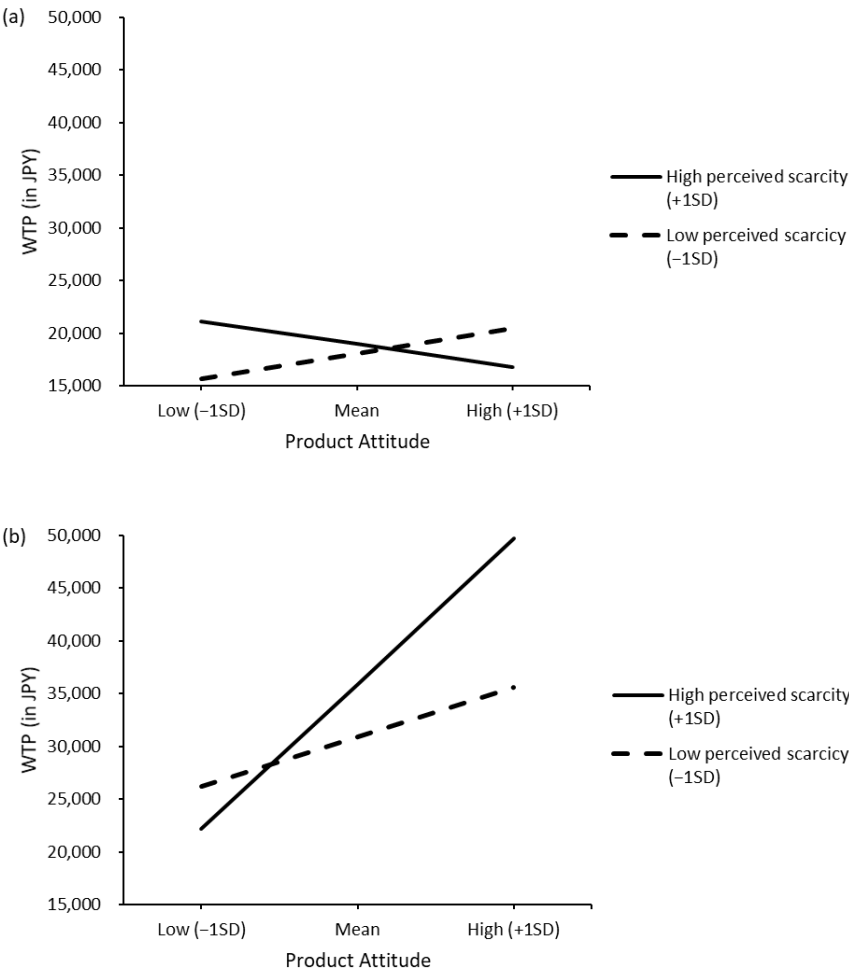 (a)
50,000
45,000
40,000
35,000
30,000
25,000
20,000
15,000
WTP (in JPY)
Low (−1SD)
Mean
High (+1SD)
Product Attitude
High perceived scarcity
(+1SD)
Low perceived scarcicy
(−1SD)
(b)
50,000
45,000
40,000
35,000
30,000
25,000
20,000
15,000
WTP (in JPY)
Low (−1SD)
Mean
High (+1SD)
Product Attitude
High perceived scarcity
(+1SD)
Low perceived scarcicy
(−1SD)